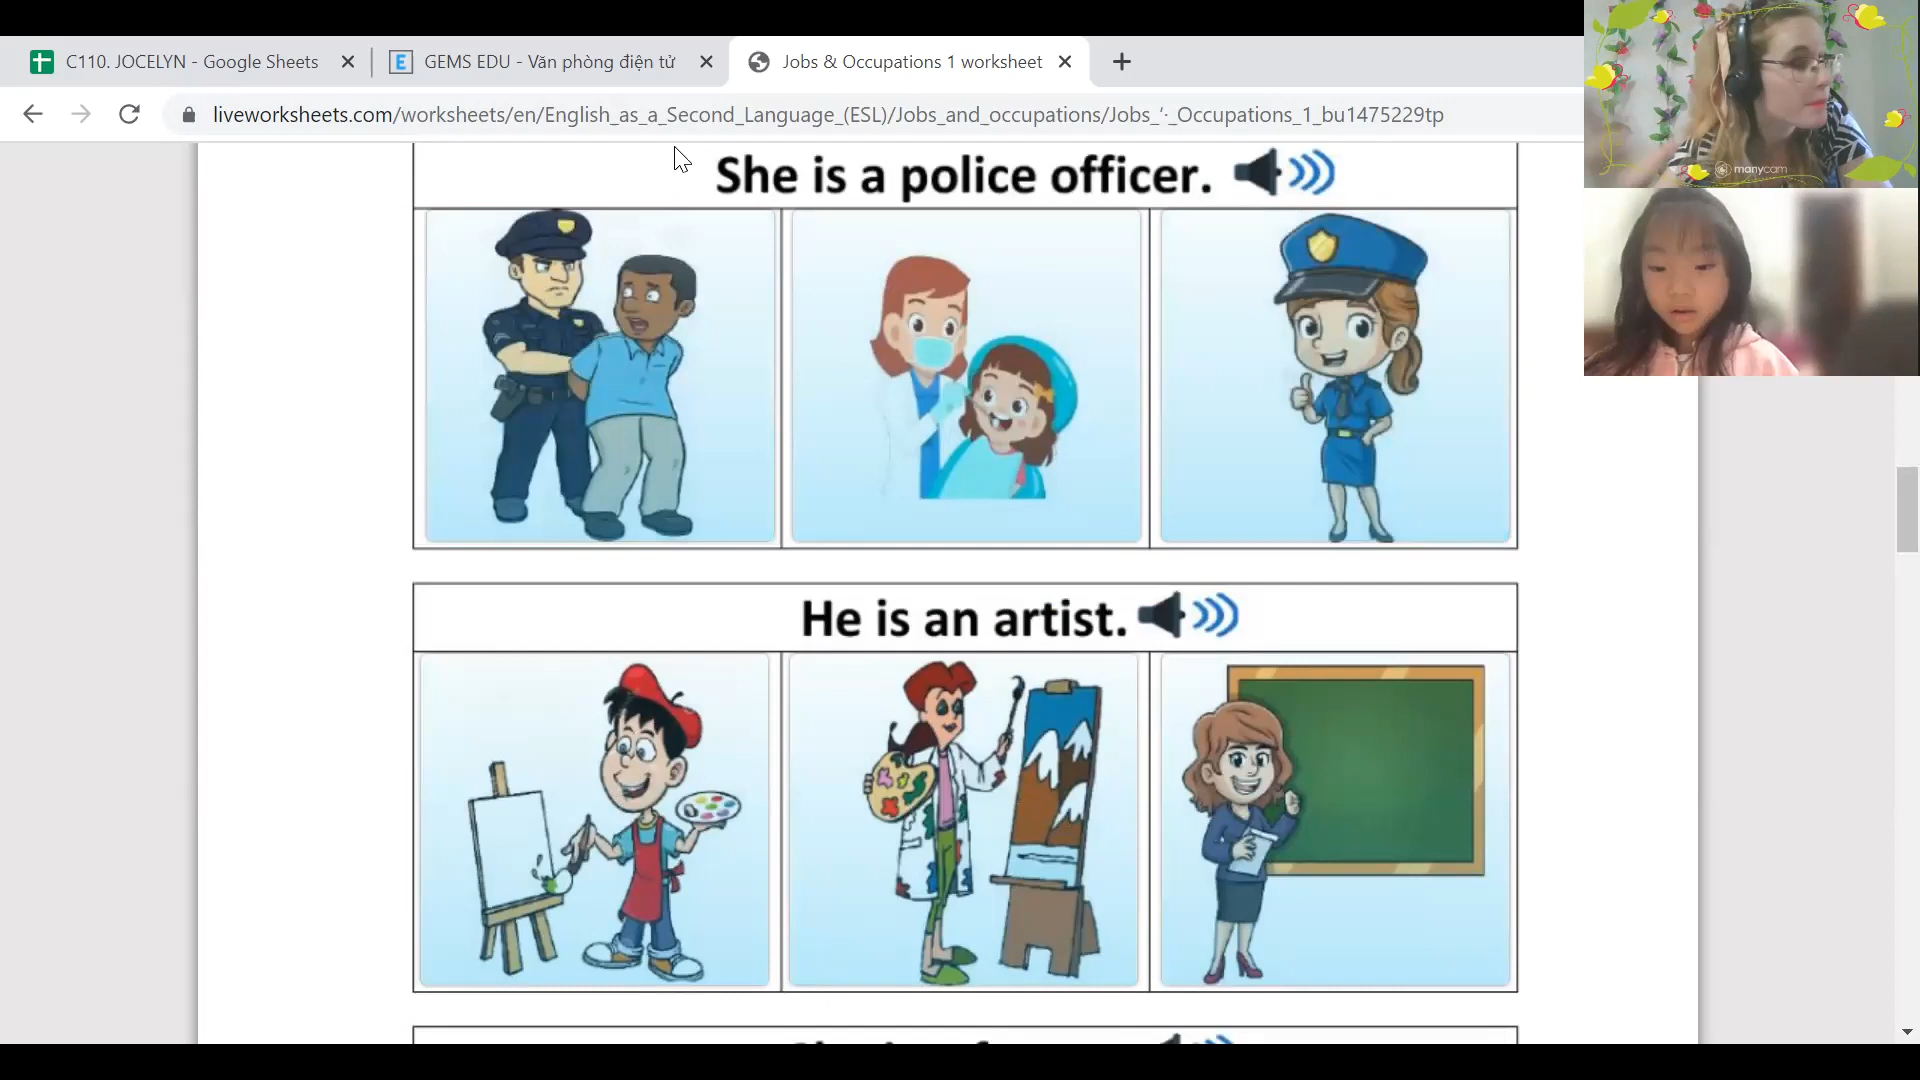 C110. JOCELYN - Google Sheets
GEMS EDU - Văn phòng điện tử
Jobs & Occupations 1 worksheet
liveworksheets.com/worksheets/en/English_as_a_Second_Language_(ESL)/Jobs_and_occupations/Jobs_‘·_Occupations_1_bu1475229tp
manycam
She is a police officer.
He is an artist.